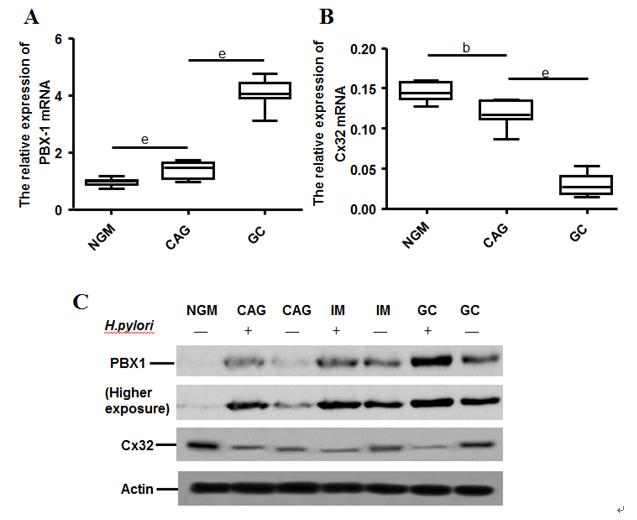 A
The relative expression of
PBX-1 mRNA
6
4
2
0
e
e
NGM
CAG
GC
B
The relative expression of
Cx32 mRNA
0.20
0.15
0.10
0.05
0.00
b
e
NGM
CAG
GC
C
NGM CAG CAG IM IM GC GC
H.pylori — + — + — + —
PBX1
(Higher
exposure)
Cx32
Actin
↵